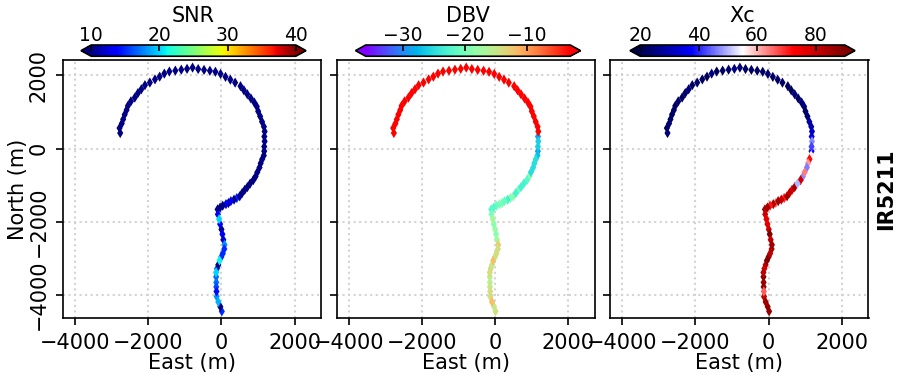 SNR DBV Xc
10 20 30 40 −30 −20 −10 20 40 60 80
2000
0
−2000
−4000
North (m)
IR5211
−4000 −2000 0 2000 −4000 −2000 0 2000 −4000 −2000 0 2000
East (m) East (m) East (m)